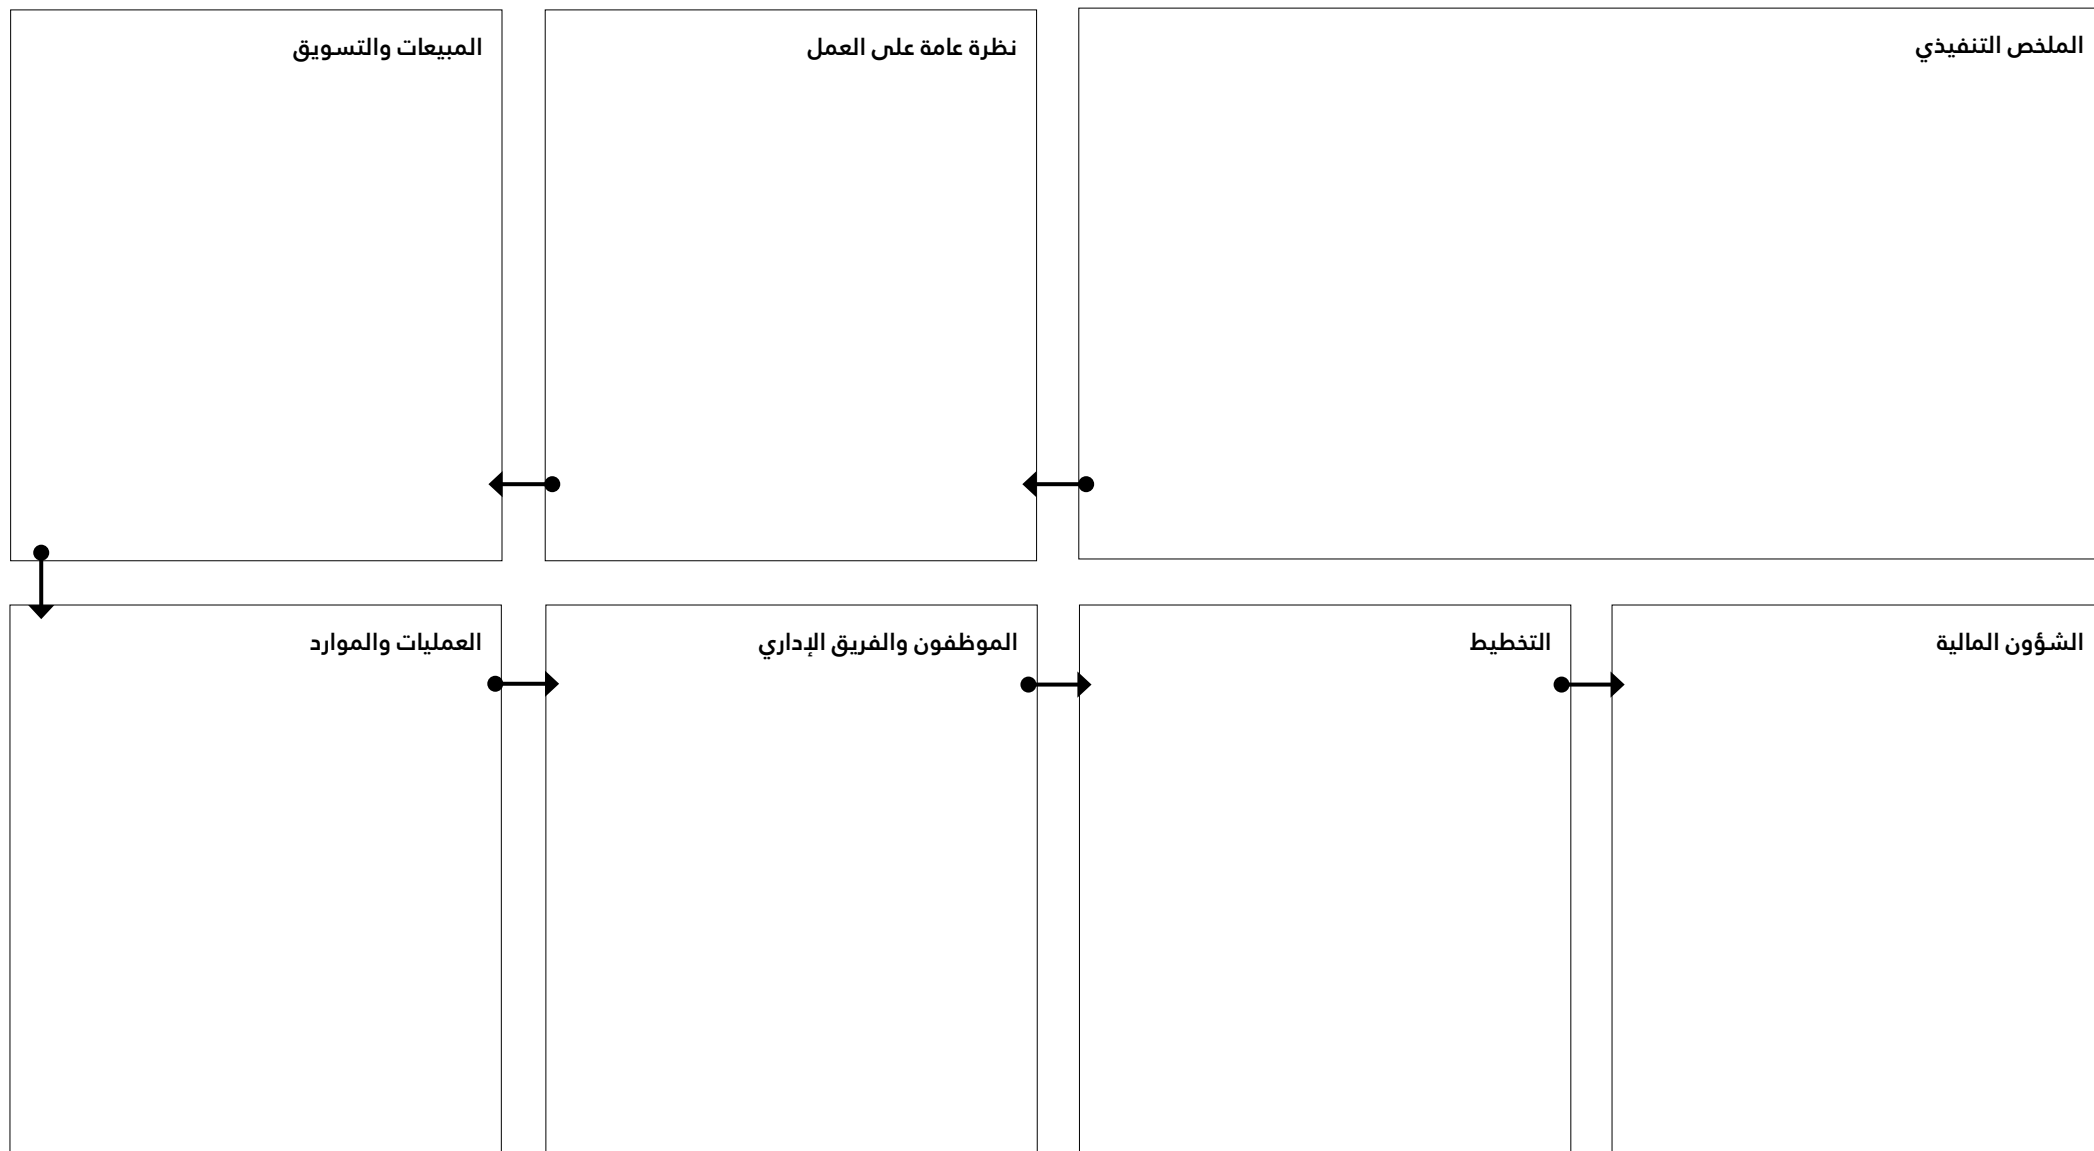 الملخص التنفيذي
نظرة عامة على العمل
المبيعات والتسويق
العمليات والموارد
الموظفون والفريق الإداري
التخطيط
الشؤون المالية